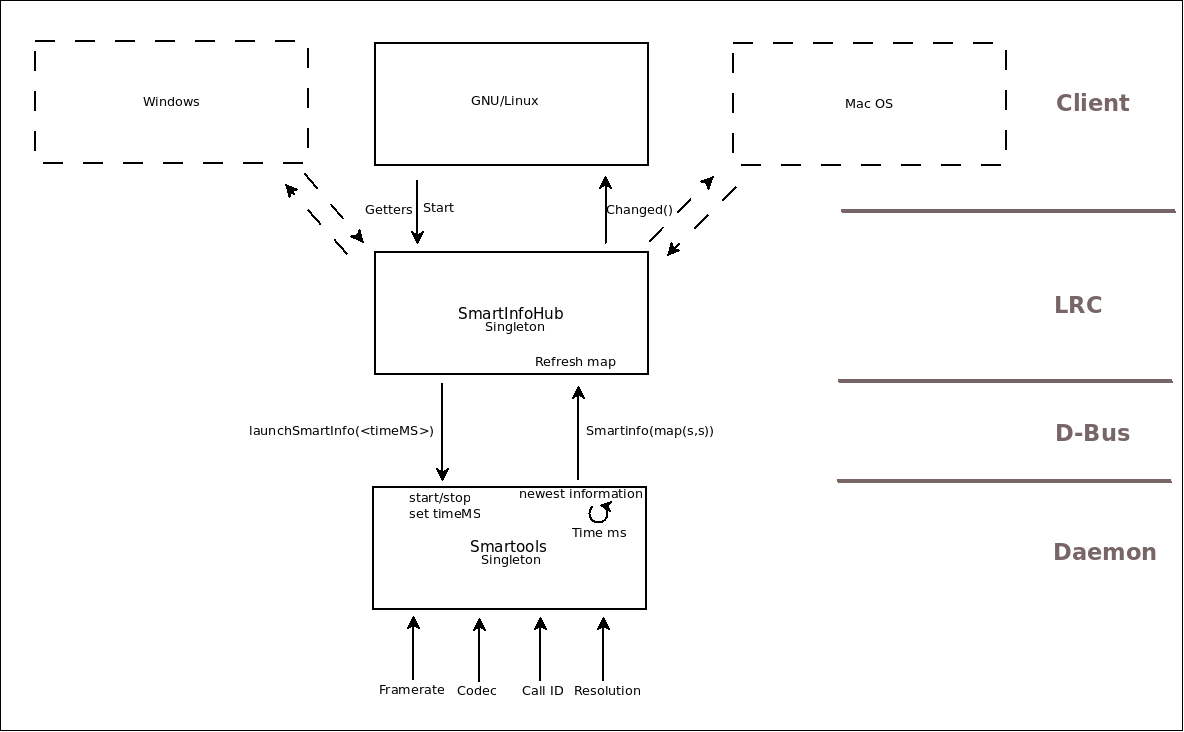 Windows
GNU/Linux
Mac OS
Client
Getters
Start
Changed()
SmartInfoHub
Singleton
Refresh map
LRC
launchSmartInfo(<timeMS>)
Smartinfo(map(s,s))
D-Bus
start/stop
set timeMS
newest information
Time ms
Smartools
Singleton
Daemon
Framerate
Codec
Call ID
Resolution